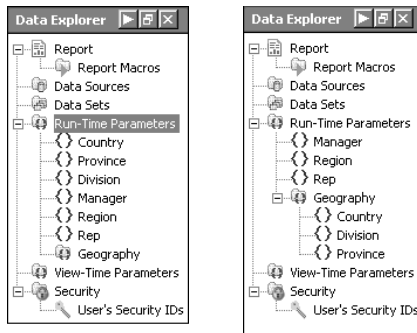 Data Explorer
Report
Report Macros
Data Sources
Data Sets
Run-Time Parameters
Country
Province
Division
Manager
Region
Rep
Geography
View-Time Parameters
Security
User's Security IDs
Data Explorer
Report
Report Macros
Data Sources
Data Sets
Run-Time Parameters
Manager
Region
Rep
Geography
Country
Division
Province
View-Time Parameters
Security
User's Security IDs